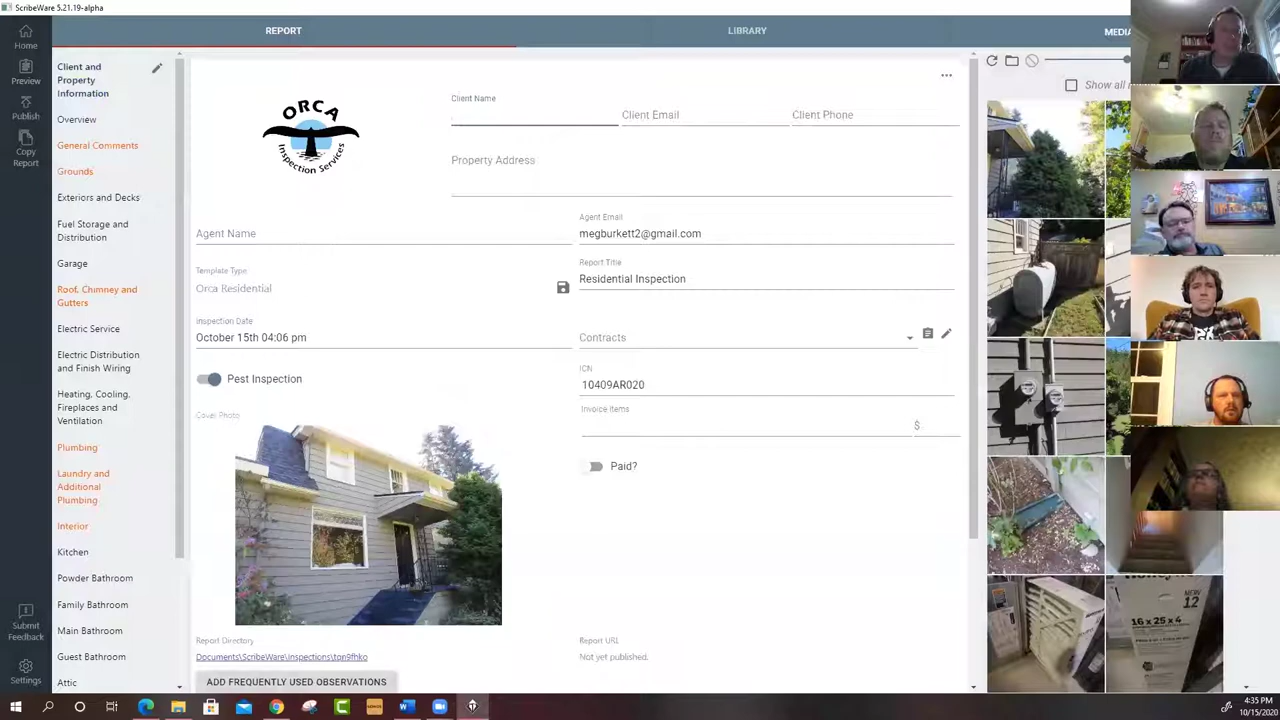 ScribeWare 5.21.19-alpha
REPORT
LIBRARY
MEDIA
Home
Preview
Publish
Copy
Report
Submit
Feedback
Settings
Client and
Property
Information
Overview
General Comments
Grounds
Exteriors and Decks
Fuel Storage and
Distribution
Garage
Roof, Chimney and
Gutters
Electric Service
Electric Distribution
and Finish Wiring
Heating, Cooling,
Fireplaces and
Ventilation
Plumbing
Laundry and
Additional
Plumbing
Interior
Kitchen
Powder Bathroom
Family Bathroom
Main Bathroom
Guest Bathroom
Attic
ORCA
Inspection Services
Client Name
Client Email
Client Phone
Property Address
Agent Name
Agent Email
megburkett2@gmail.com
Template Type
Orca Residential
Report Title
Residential Inspection
Inspection Date
October 15th 04:06 pm
Contracts
Pest Inspection
ICN
10409AR020
Cover Photo
Invoice Items
$
Paid?
Report Directory
Documents\ScribeWare\Inspections\tqn9fhko
Report URL
Not yet published.
ADD FREQUENTLY USED OBSERVATIONS
Show all
MERV
12
16 x 25 x 4
4:35 PM
10/15/2020